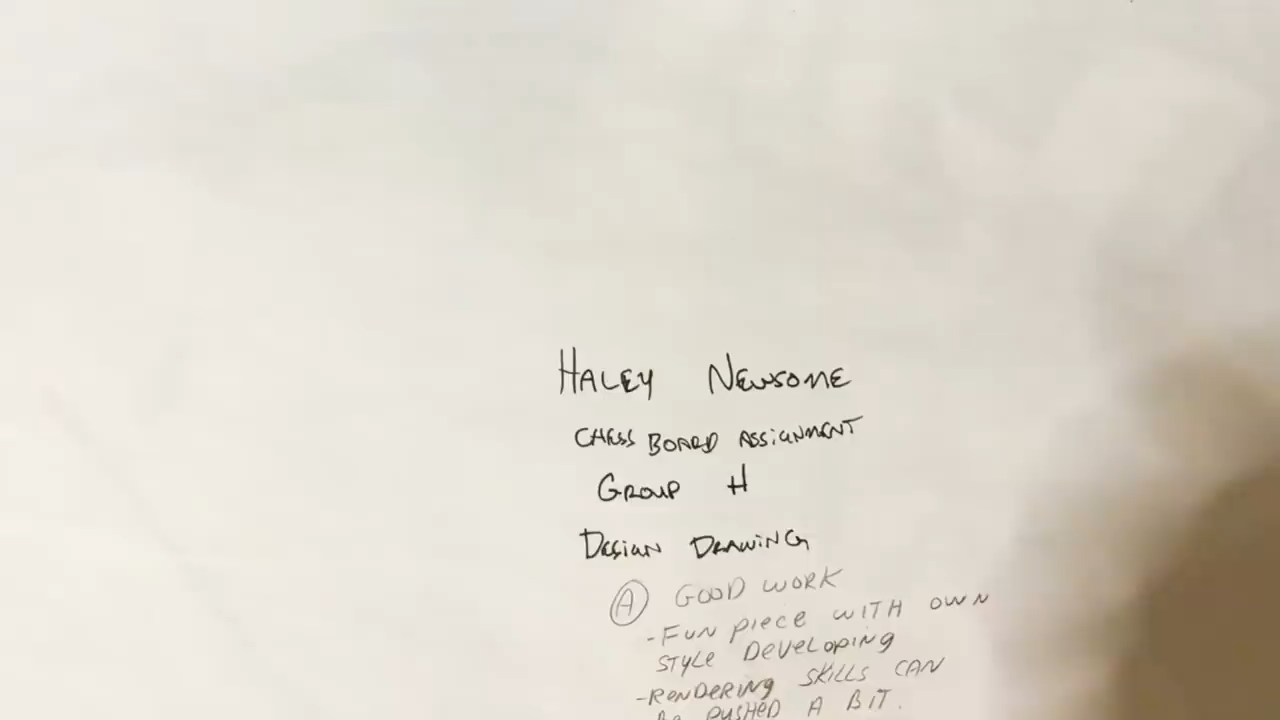 HALEY NEWSOME
CHESS BOARD ASSIGNMENT
GROUP H
DESIGN DRAWING
A GOOD WORK
- FUN PIECE WITH OWN
STYLE DEVELOPING
- RENDERING SKILLS CAN
BE PUSHED A BIT.